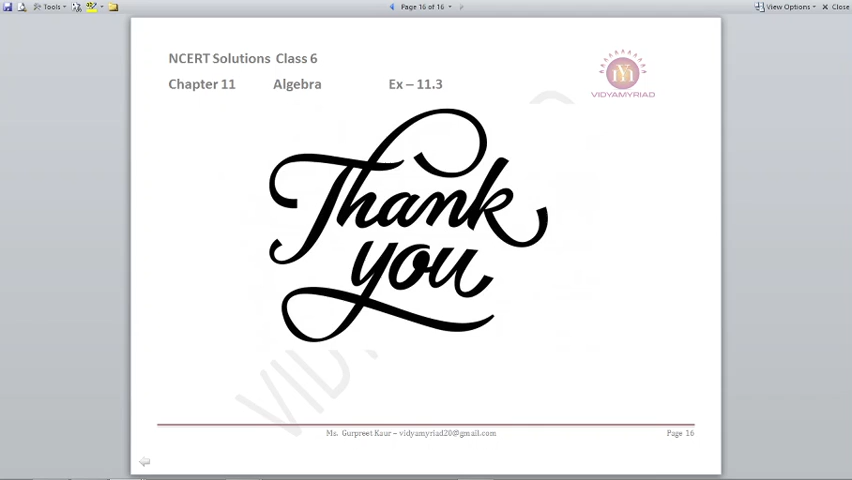 Tools
Page 16 of 16
View Options
Close
NCERT Solutions Class 6
Chapter 11 Algebra Ex – 11.3
VIDYAMYRIAD
Thank
you
VID
Ms. Gurpreet Kaur – vidyamyriad20@gmail.com
Page 16